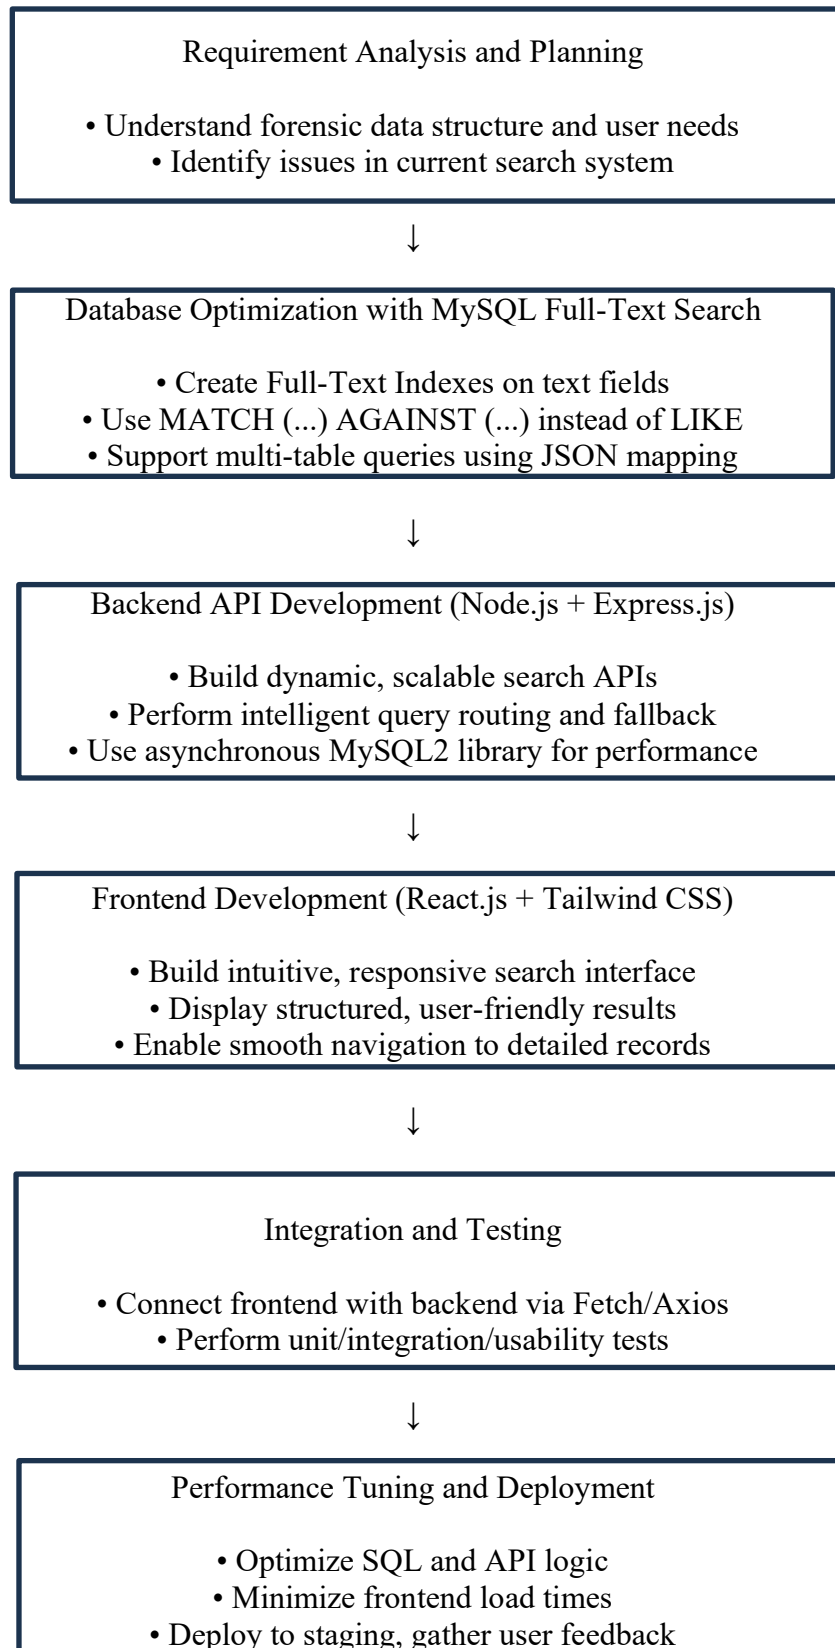 Requirement Analysis and Planning
• Understand forensic data structure and user needs
• Identify issues in current search system
↓
Database Optimization with MySQL Full-Text Search
• Create Full-Text Indexes on text fields
• Use MATCH (...) AGAINST (...) instead of LIKE
• Support multi-table queries using JSON mapping
↓
Backend API Development (Node.js + Express.js)
• Build dynamic, scalable search APIs
• Perform intelligent query routing and fallback
• Use asynchronous MySQL2 library for performance
↓
Frontend Development (React.js + Tailwind CSS)
• Build intuitive, responsive search interface
• Display structured, user-friendly results
• Enable smooth navigation to detailed records
↓
Integration and Testing
• Connect frontend with backend via Fetch/Axios
• Perform unit/integration/usability tests
↓
Performance Tuning and Deployment
• Optimize SQL and API logic
• Minimize frontend load times
• Deploy to staging, gather user feedback